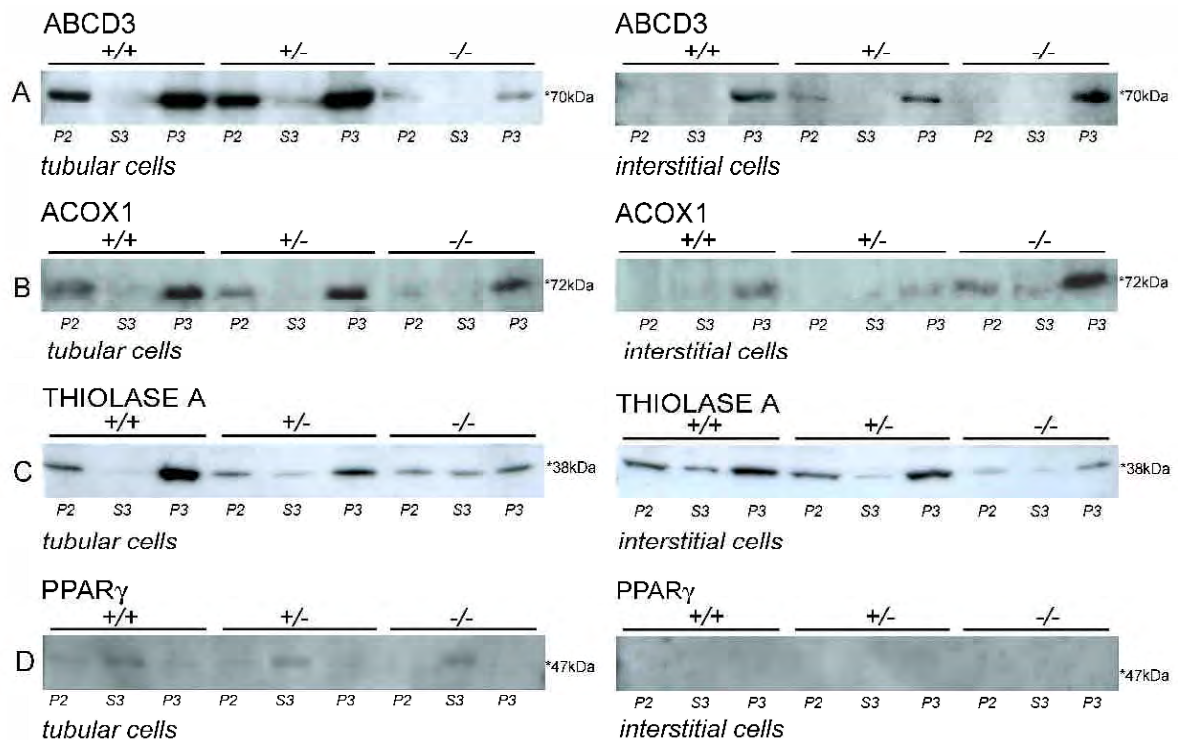 ABCD3 ABCD3
+/+ +/- -/- +/+ +/- -/-
A *70kDa *70kDa
P2 S3 P3 P2 S3 P3 P2 S3 P3 P2 S3 P3 P2 S3 P3 P2 S3 P3
tubular cells interstitial cells
ACOX1 ACOX1
+/+ +/- -/- +/+ +/- -/-
B *72kDa *72kDa
P2 S3 P3 P2 S3 P3 P2 S3 P3 P2 S3 P3 P2 S3 P3 P2 S3 P3
tubular cells interstitial cells
THIOLASE A THIOLASE A
+/+ +/- -/- +/+ +/- -/-
C *38kDa *38kDa
P2 S3 P3 P2 S3 P3 P2 S3 P3 P2 S3 P3 P2 S3 P3 P2 S3 P3
tubular cells interstitial cells
PPARγ PPARγ
+/+ +/- -/- +/+ +/- -/-
D *47kDa *47kDa
P2 S3 P3 P2 S3 P3 P2 S3 P3 P2 S3 P3 P2 S3 P3 P2 S3 P3
tubular cells interstitial cells